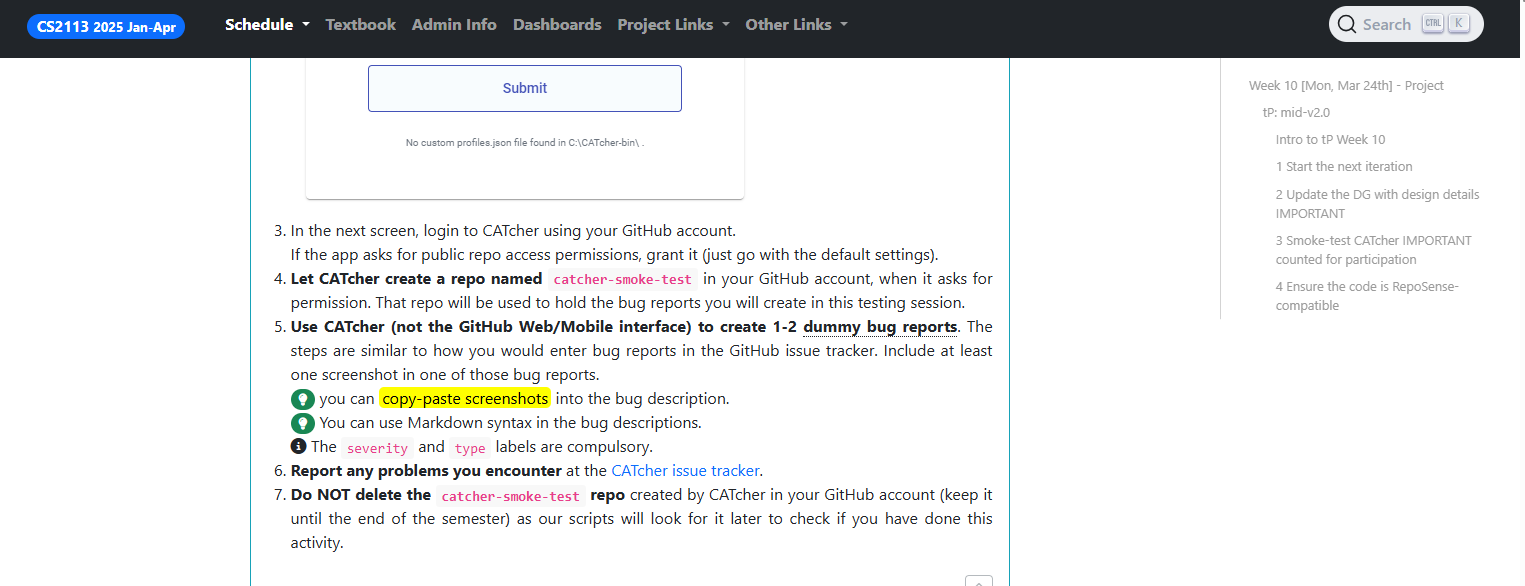 CS2113 2025 Jan-Apr Schedule Textbook Admin Info Dashboards Project Links Other Links Search CTRL K
Submit
No custom profiles.json file found in C:\CATcher-bin\ .
3. In the next screen, login to CATcher using your GitHub account.
If the app asks for public repo access permissions, grant it (just go with the default settings).
4. Let CATcher create a repo named catcher-smoke-test in your GitHub account, when it asks for
permission. That repo will be used to hold the bug reports you will create in this testing session.
5. Use CATcher (not the GitHub Web/Mobile interface) to create 1-2 dummy bug reports. The
steps are similar to how you would enter bug reports in the GitHub issue tracker. Include at least
one screenshot in one of those bug reports.
you can copy-paste screenshots into the bug description.
You can use Markdown syntax in the bug descriptions.
The severity and type labels are compulsory.
6. Report any problems you encounter at the CATcher issue tracker.
7. Do NOT delete the catcher-smoke-test repo created by CATcher in your GitHub account (keep it
until the end of the semester) as our scripts will look for it later to check if you have done this
activity.
Week 10 [Mon, Mar 24th] - Project
tP: mid-v2.0
Intro to tP Week 10
1 Start the next iteration
2 Update the DG with design details
IMPORTANT
3 Smoke-test CATcher IMPORTANT
counted for participation
4 Ensure the code is RepoSense-
compatible